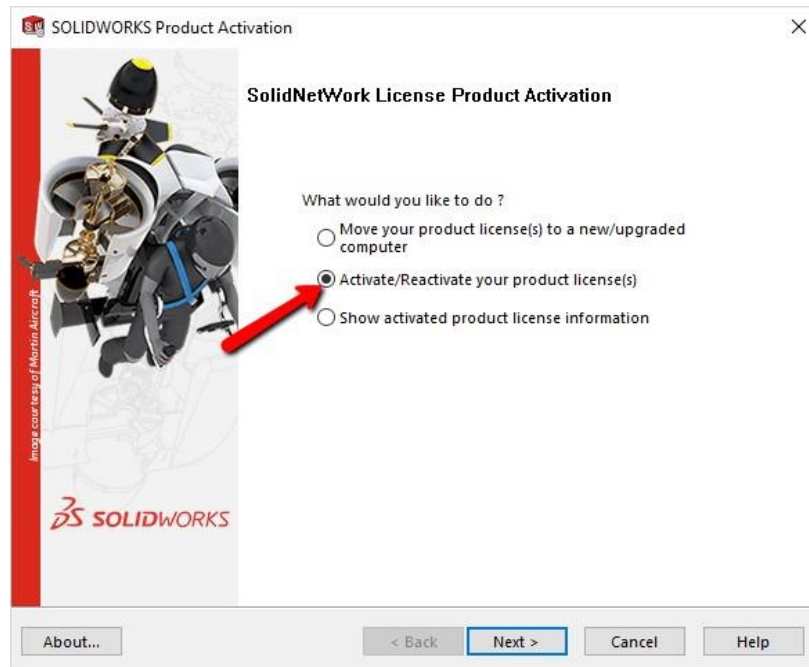 SOLIDWORKS Product Activation
SolidNetWork License Product Activation
What would you like to do ?
Move your product license(s) to a new/upgraded
computer
Activate/Reactivate your product license(s)
Show activated product license information
Image courtesy of Martin Aircraft
SOLIDWORKS
About...
< Back
Next >
Cancel
Help